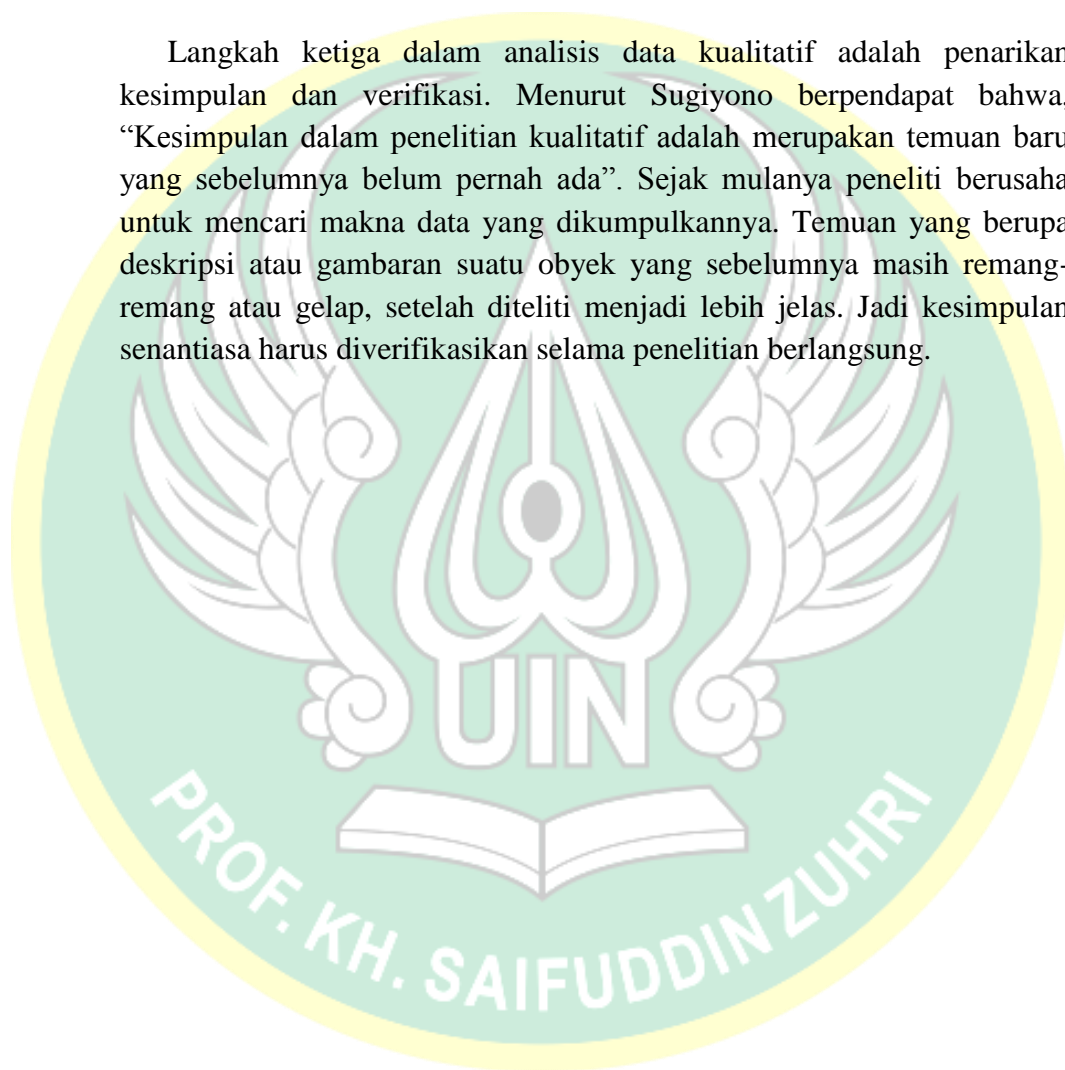 Langkah ketiga dalam analisis data kualitatif adalah penarikan
kesimpulan dan verifikasi. Menurut Sugiyono berpendapat bahwa,
“Kesimpulan dalam penelitian kualitatif adalah merupakan temuan baru
yang sebelumnya belum pernah ada”. Sejak mulanya peneliti berusaha
untuk mencari makna data yang dikumpulkannya. Temuan yang berupa
deskripsi atau gambaran suatu obyek yang sebelumnya masih remang-
remang atau gelap, setelah diteliti menjadi lebih jelas. Jadi kesimpulan
senantiasa harus diverifikasikan selama penelitian berlangsung.
UIN
PROF. KH. SAIFUDDIN ZUHRI